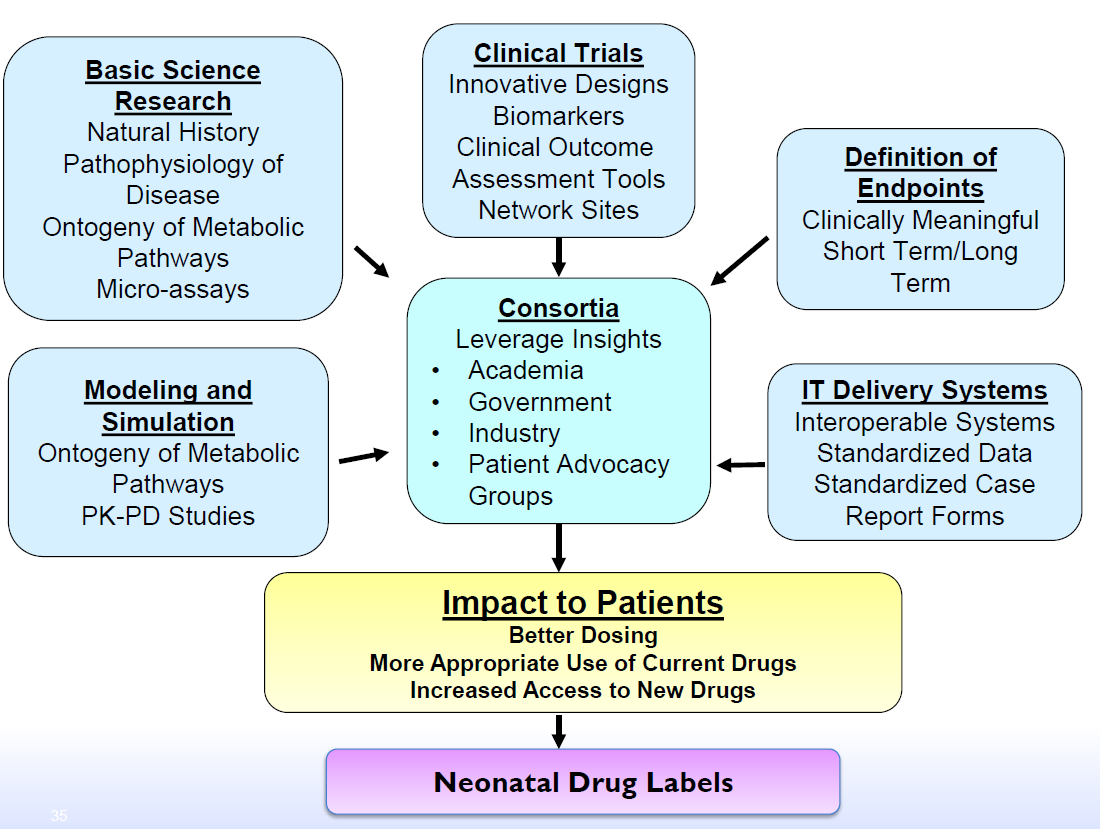 Basic Science
Research
Natural History
Pathophysiology of
Disease
Ontogeny of Metabolic
Pathways
Micro-assays
Clinical Trials
Innovative Designs
Biomarkers
Clinical Outcome
Assessment Tools
Network Sites
Definition of
Endpoints
Clinically Meaningful
Short Term/Long
Term
Modeling and
Simulation
Ontogeny of Metabolic
Pathways
PK-PD Studies
Consortia
Leverage Insights
• Academia
• Government
• Industry
• Patient Advocacy
Groups
IT Delivery Systems
Interoperable Systems
Standardized Data
Standardized Case
Report Forms
Impact to Patients
Better Dosing
More Appropriate Use of Current Drugs
Increased Access to New Drugs
Neonatal Drug Labels
35